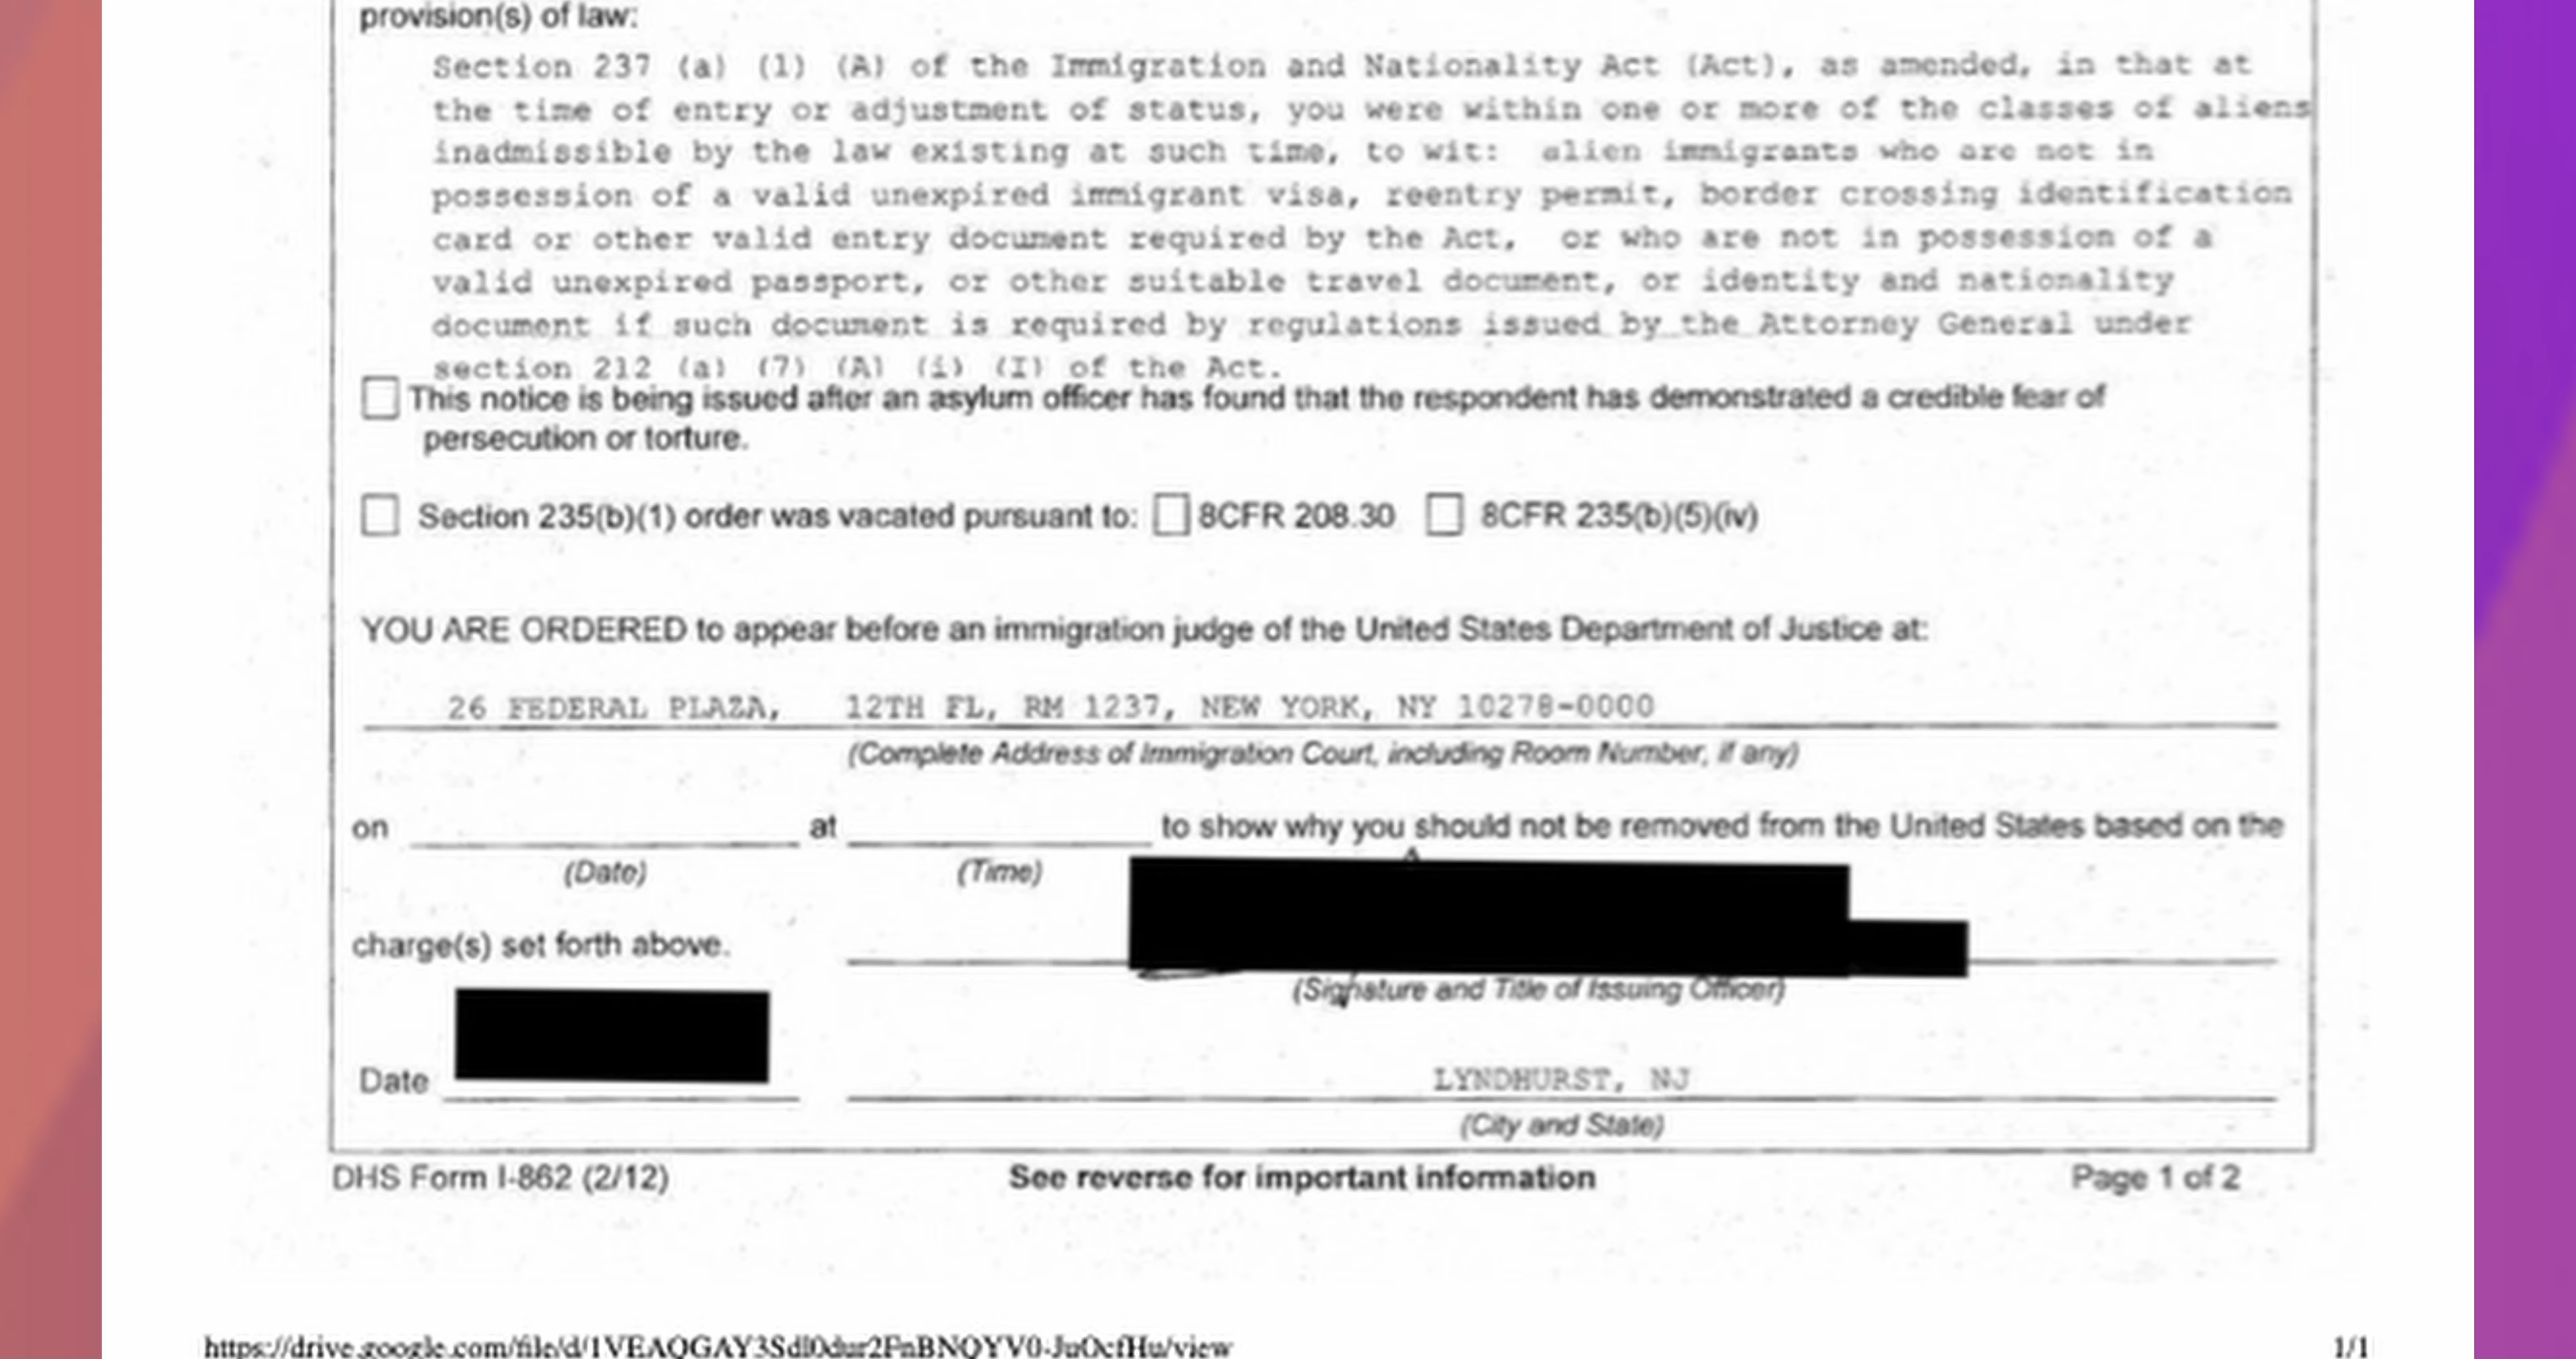 provision(s) of law:
Section 237 (a) (1) (A) of the Immigration and Nationality Act (Act), as amended, in that at
the time of entry or adjustment of status, you were within one or more of the classes of aliens
inadmissible by the law existing at such time, to wit: alien immigrants who are not in
possession of a valid unexpired immigrant visa, reentry permit, border crossing identification
card or other valid entry document required by the Act, or who are not in possession of a
valid unexpired passport, or other suitable travel document, or identity and nationality
document if such document is required by regulations issued by the Attorney General under
section 212 (a) (7) (A) (i) (I) of the Act.
This notice is being issued after an asylum officer has found that the respondent has demonstrated a credible fear of
persecution or torture.
Section 235(b)(1) order was vacated pursuant to: 8CFR 208.30 8CFR 235(b)(5)(iv)
YOU ARE ORDERED to appear before an immigration judge of the United States Department of Justice at:
26 FEDERAL PLAZA, 12TH FL, RM 1237, NEW YORK, NY 10278-0000
(Complete Address of Immigration Court, including Room Number, if any)
on at to show why you should not be removed from the United States based on the
(Date) (Time)
charge(s) set forth above.
(Signature and Title of Issuing Officer)
Date LYNDHURST, NJ
(City and State)
DHS Form I-862 (2/12) See reverse for important information Page 1 of 2
1/1